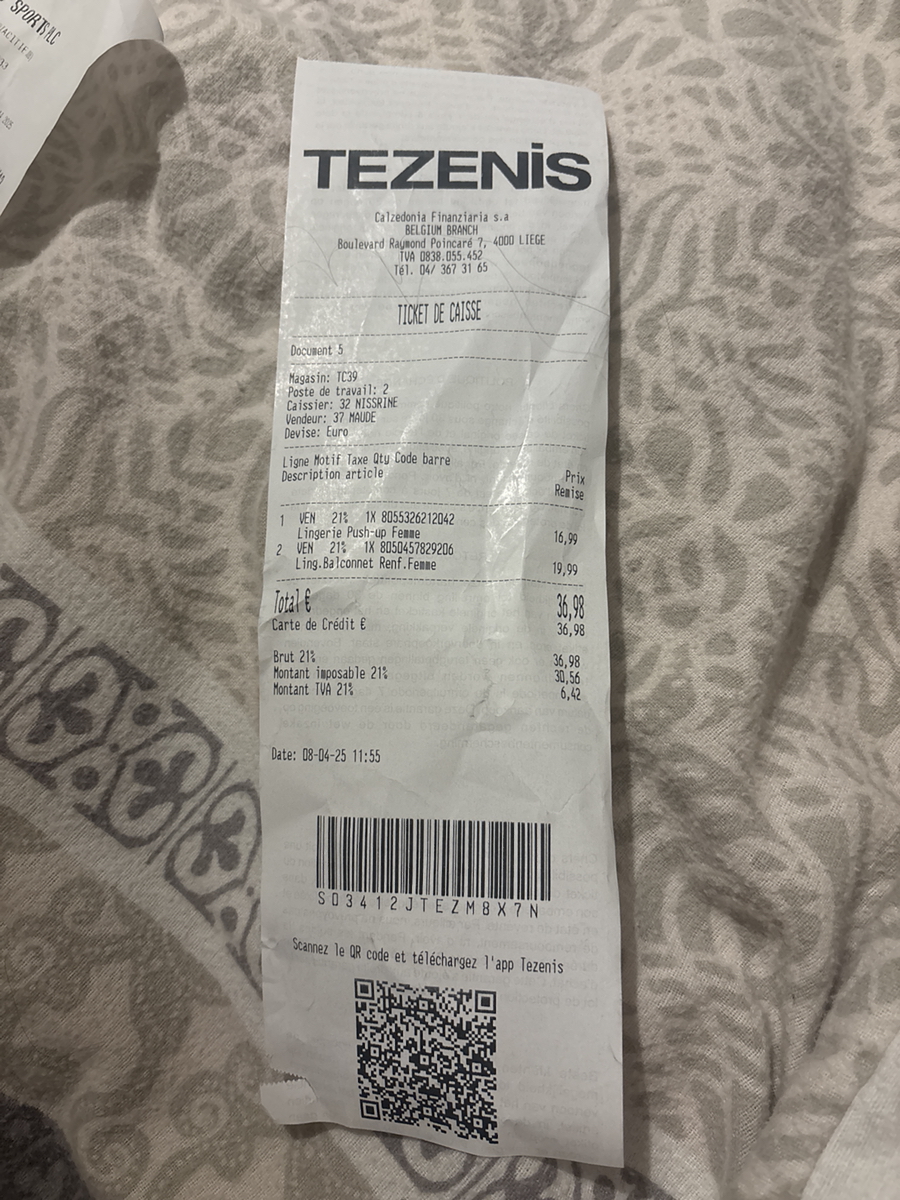 SPORTS
TEZENIS
Calzedonia Finanziaria s.a
BELGIUM BRANCH
Boulevard Raymond Poincaré 7, 4000 LIEGE
TVA 0838.055.452
Tél. 04/ 367 31 65
TICKET DE CAISSE
Document 5
Magasin: TC39
Poste de travail: 2
Caissier: 32 NISSRINE
Vendeur: 37 MAUDE
Devise: Euro
Ligne Motif Taxe Qty Code barre
Description article Prix
Remise
1 VEN 21% 1X 8055326212042
Lingerie Push-up Femme 16,99
2 VEN 21% 1X 8050457829206
Ling.Balconnet Renf.Femme 19,99
Total € 36,98
Carte de Crédit € 36,98
Brut 21% 36,98
Montant imposable 21% 30,56
Montant TVA 21% 6,42
Date: 08-04-25 11:55
S03412JTEZM8X7N
Scannez le QR code et téléchargez l'app Tezenis